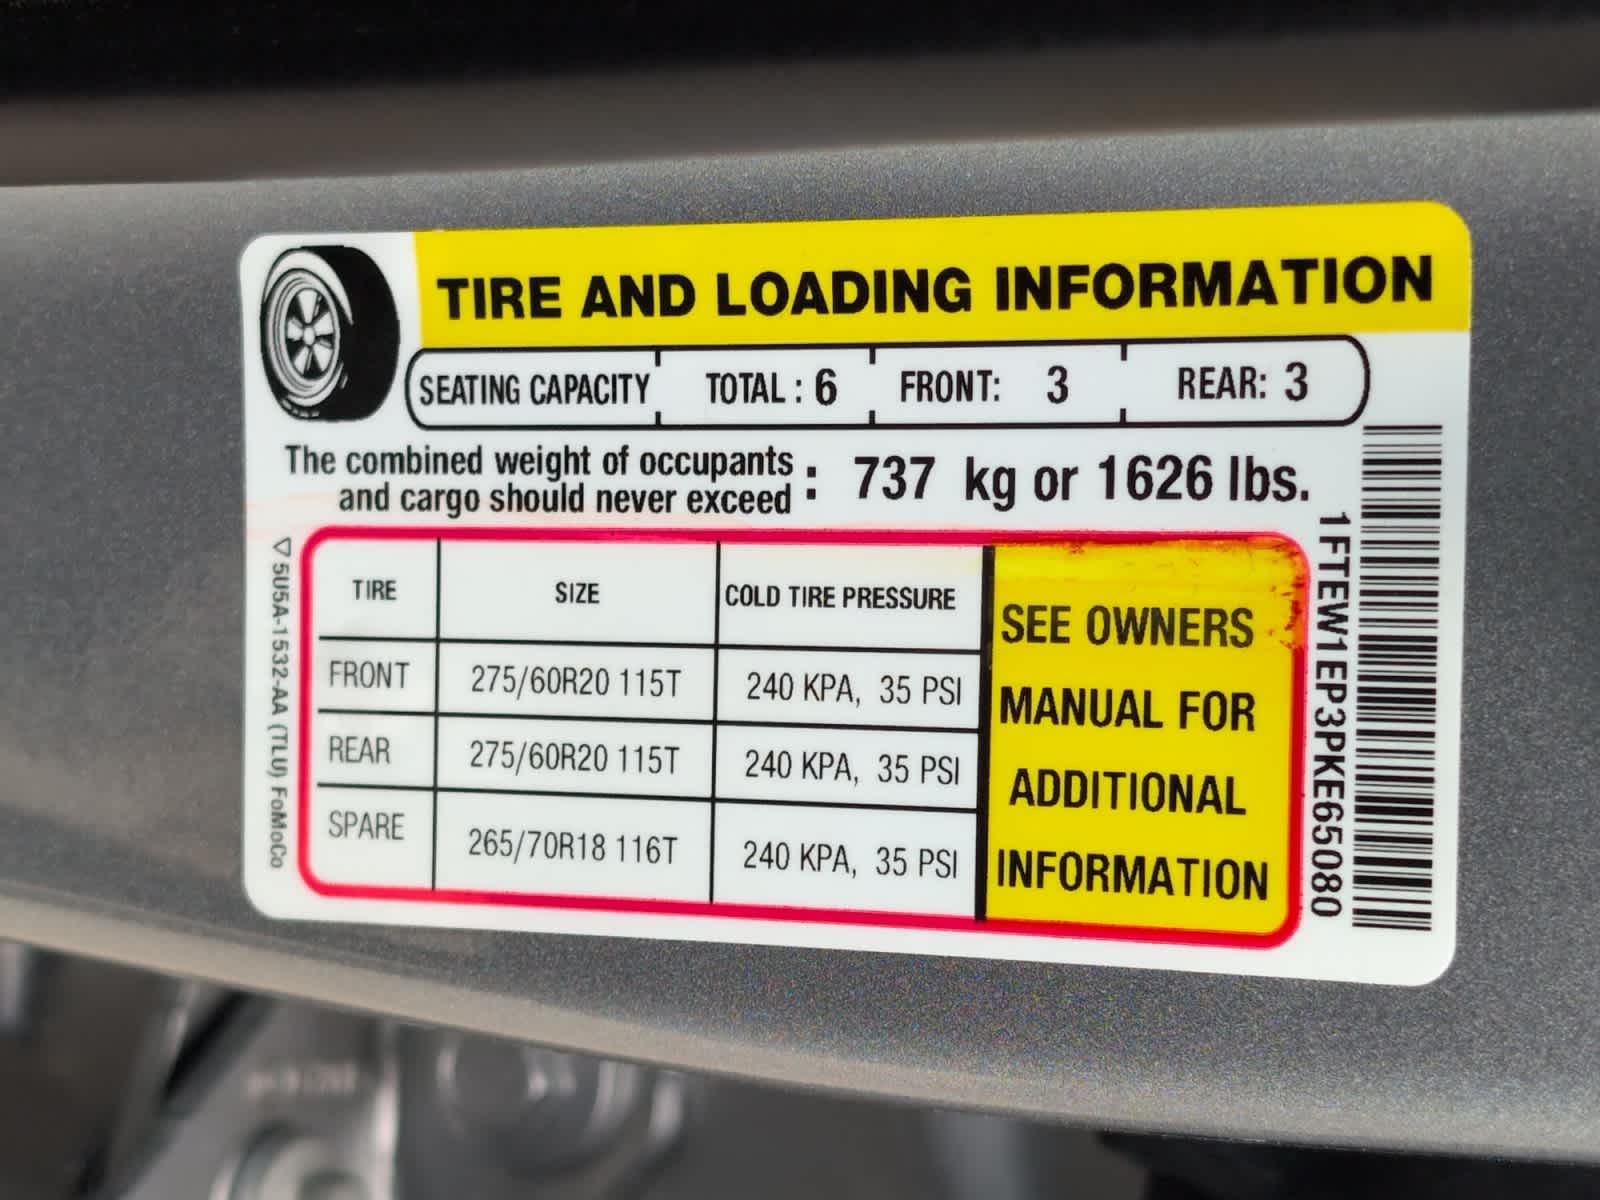 TIRE AND LOADING INFORMATION
SEATING CAPACITY TOTAL : 6 FRONT: 3 REAR: 3
The combined weight of occupants
and cargo should never exceed : 737 kg or 1626 lbs.
TIRE SIZE COLD TIRE PRESSURE
FRONT 275/60R20 115T 240 KPA, 35 PSI
REAR 275/60R20 115T 240 KPA, 35 PSI
SPARE 265/70R18 116T 240 KPA, 35 PSI
SEE OWNERS
MANUAL FOR
ADDITIONAL
INFORMATION
5U5A-1532-AA (TLU) FoMoCo
1FTEW1EP3PKE65080